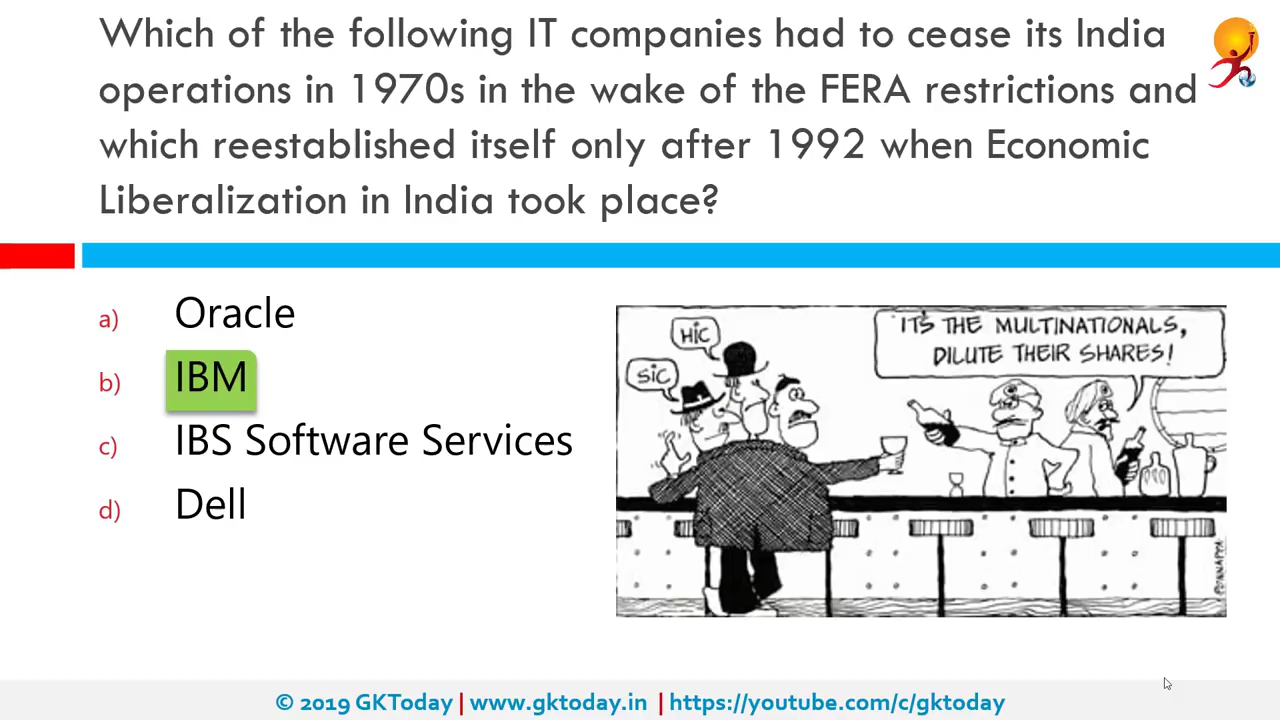 Which of the following IT companies had to cease its India
operations in 1970s in the wake of the FERA restrictions and
which reestablished itself only after 1992 when Economic
Liberalization in India took place?
a) Oracle
b) IBM
c) IBS Software Services
d) Dell
HIC
SIC
IT'S THE MULTINATIONALS,
DILUTE THEIR SHARES!
PONNAPPA
© 2019 GKToday | www.gktoday.in | https://youtube.com/c/gktoday